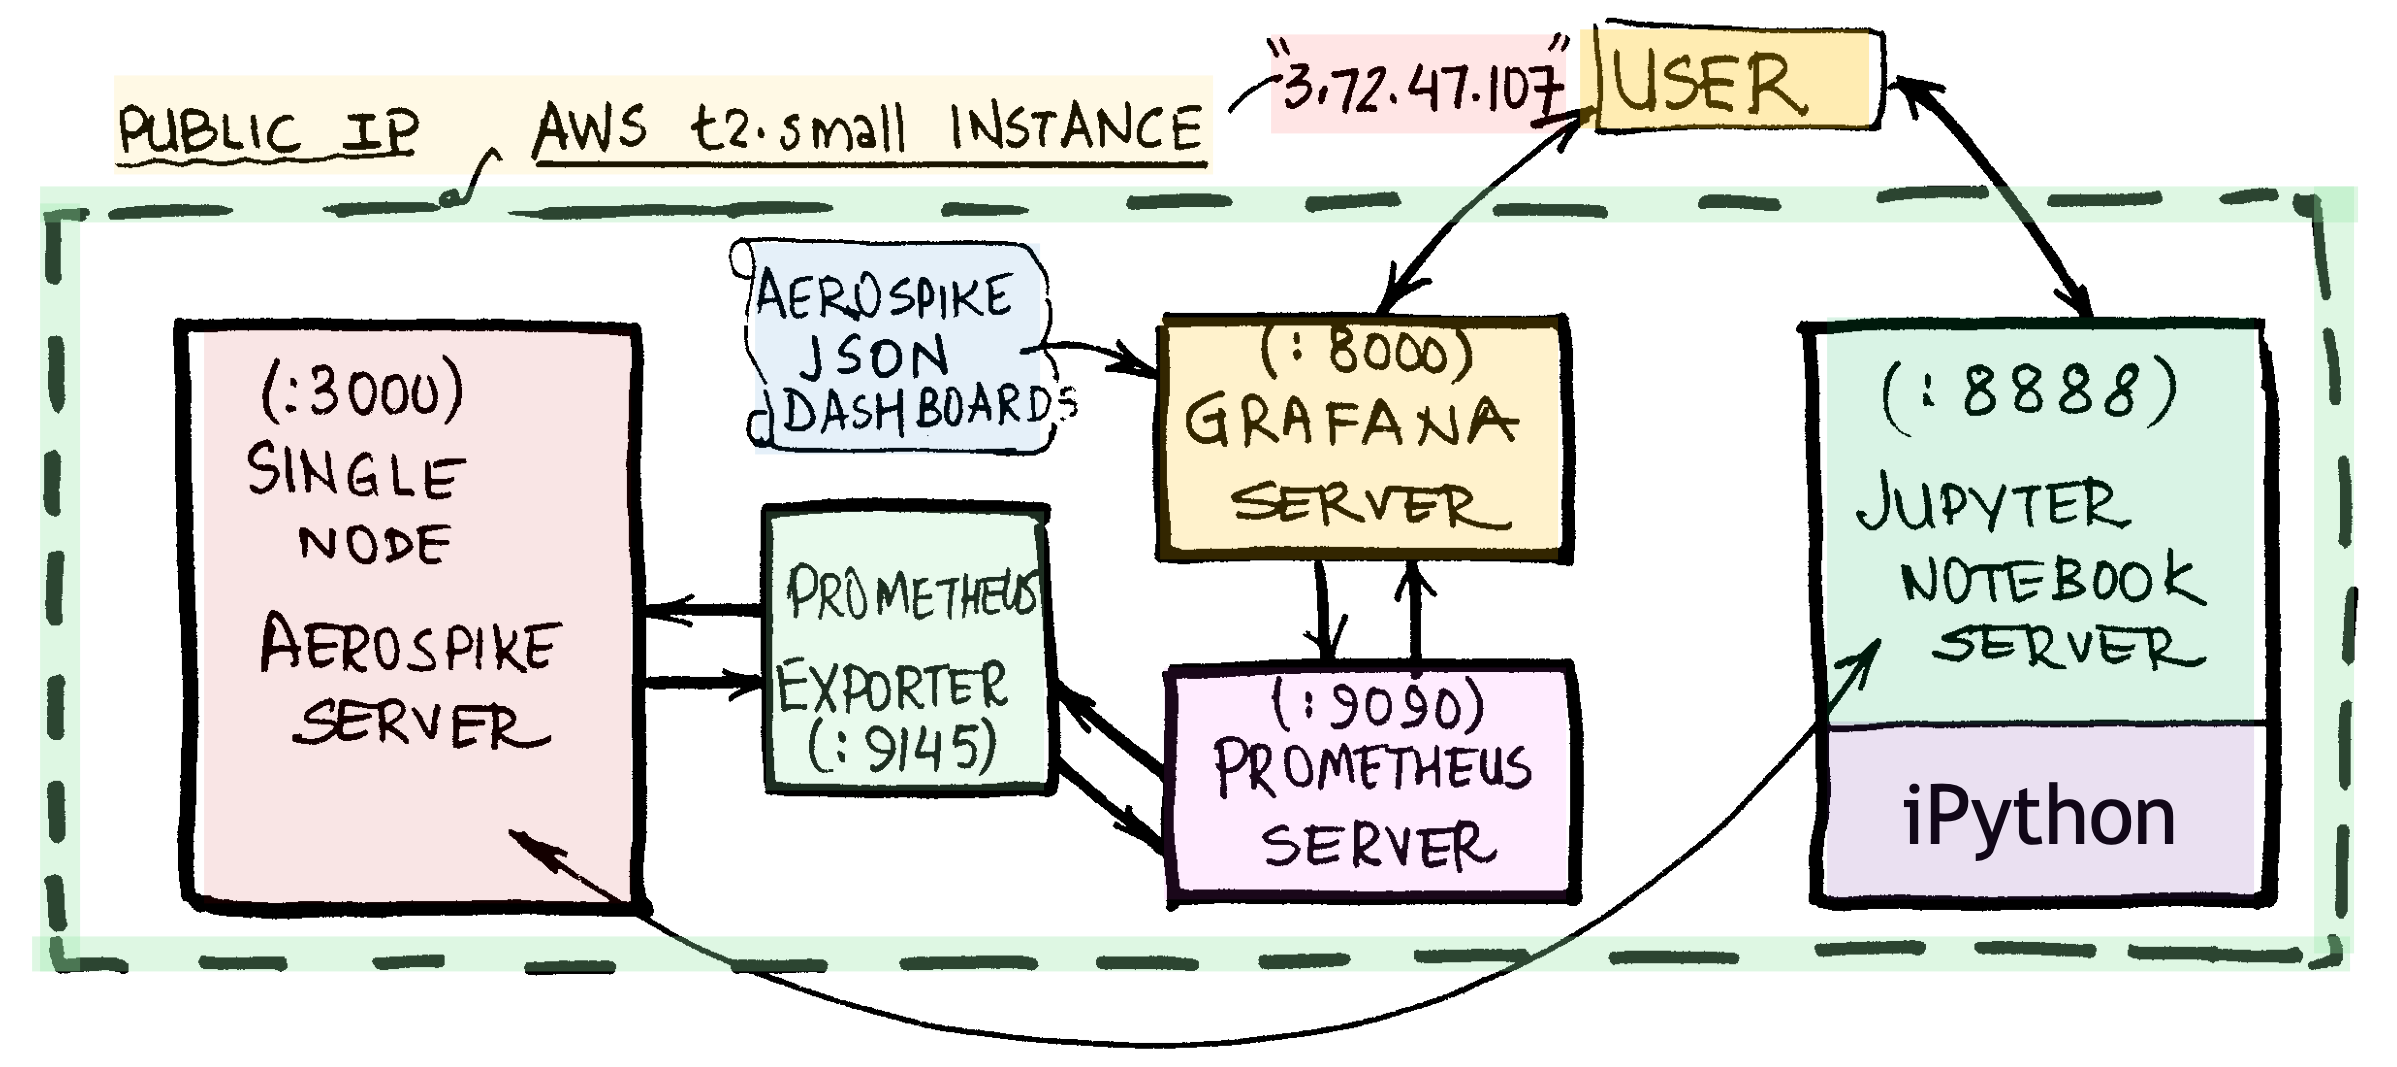 "3.72.47.107"
USER
PUBLIC IP AWS t2.small INSTANCE
(:3000)
SINGLE
NODE
AEROSPIKE
SERVER
AEROSPIKE
JSON
DASHBOARDS
PROMETHEUS
EXPORTER
(:9145)
(:8000)
GRAFANA
SERVER
(:9090)
PROMETHEUS
SERVER
(:8888)
JUPYTER
NOTEBOOK
SERVER
iPython